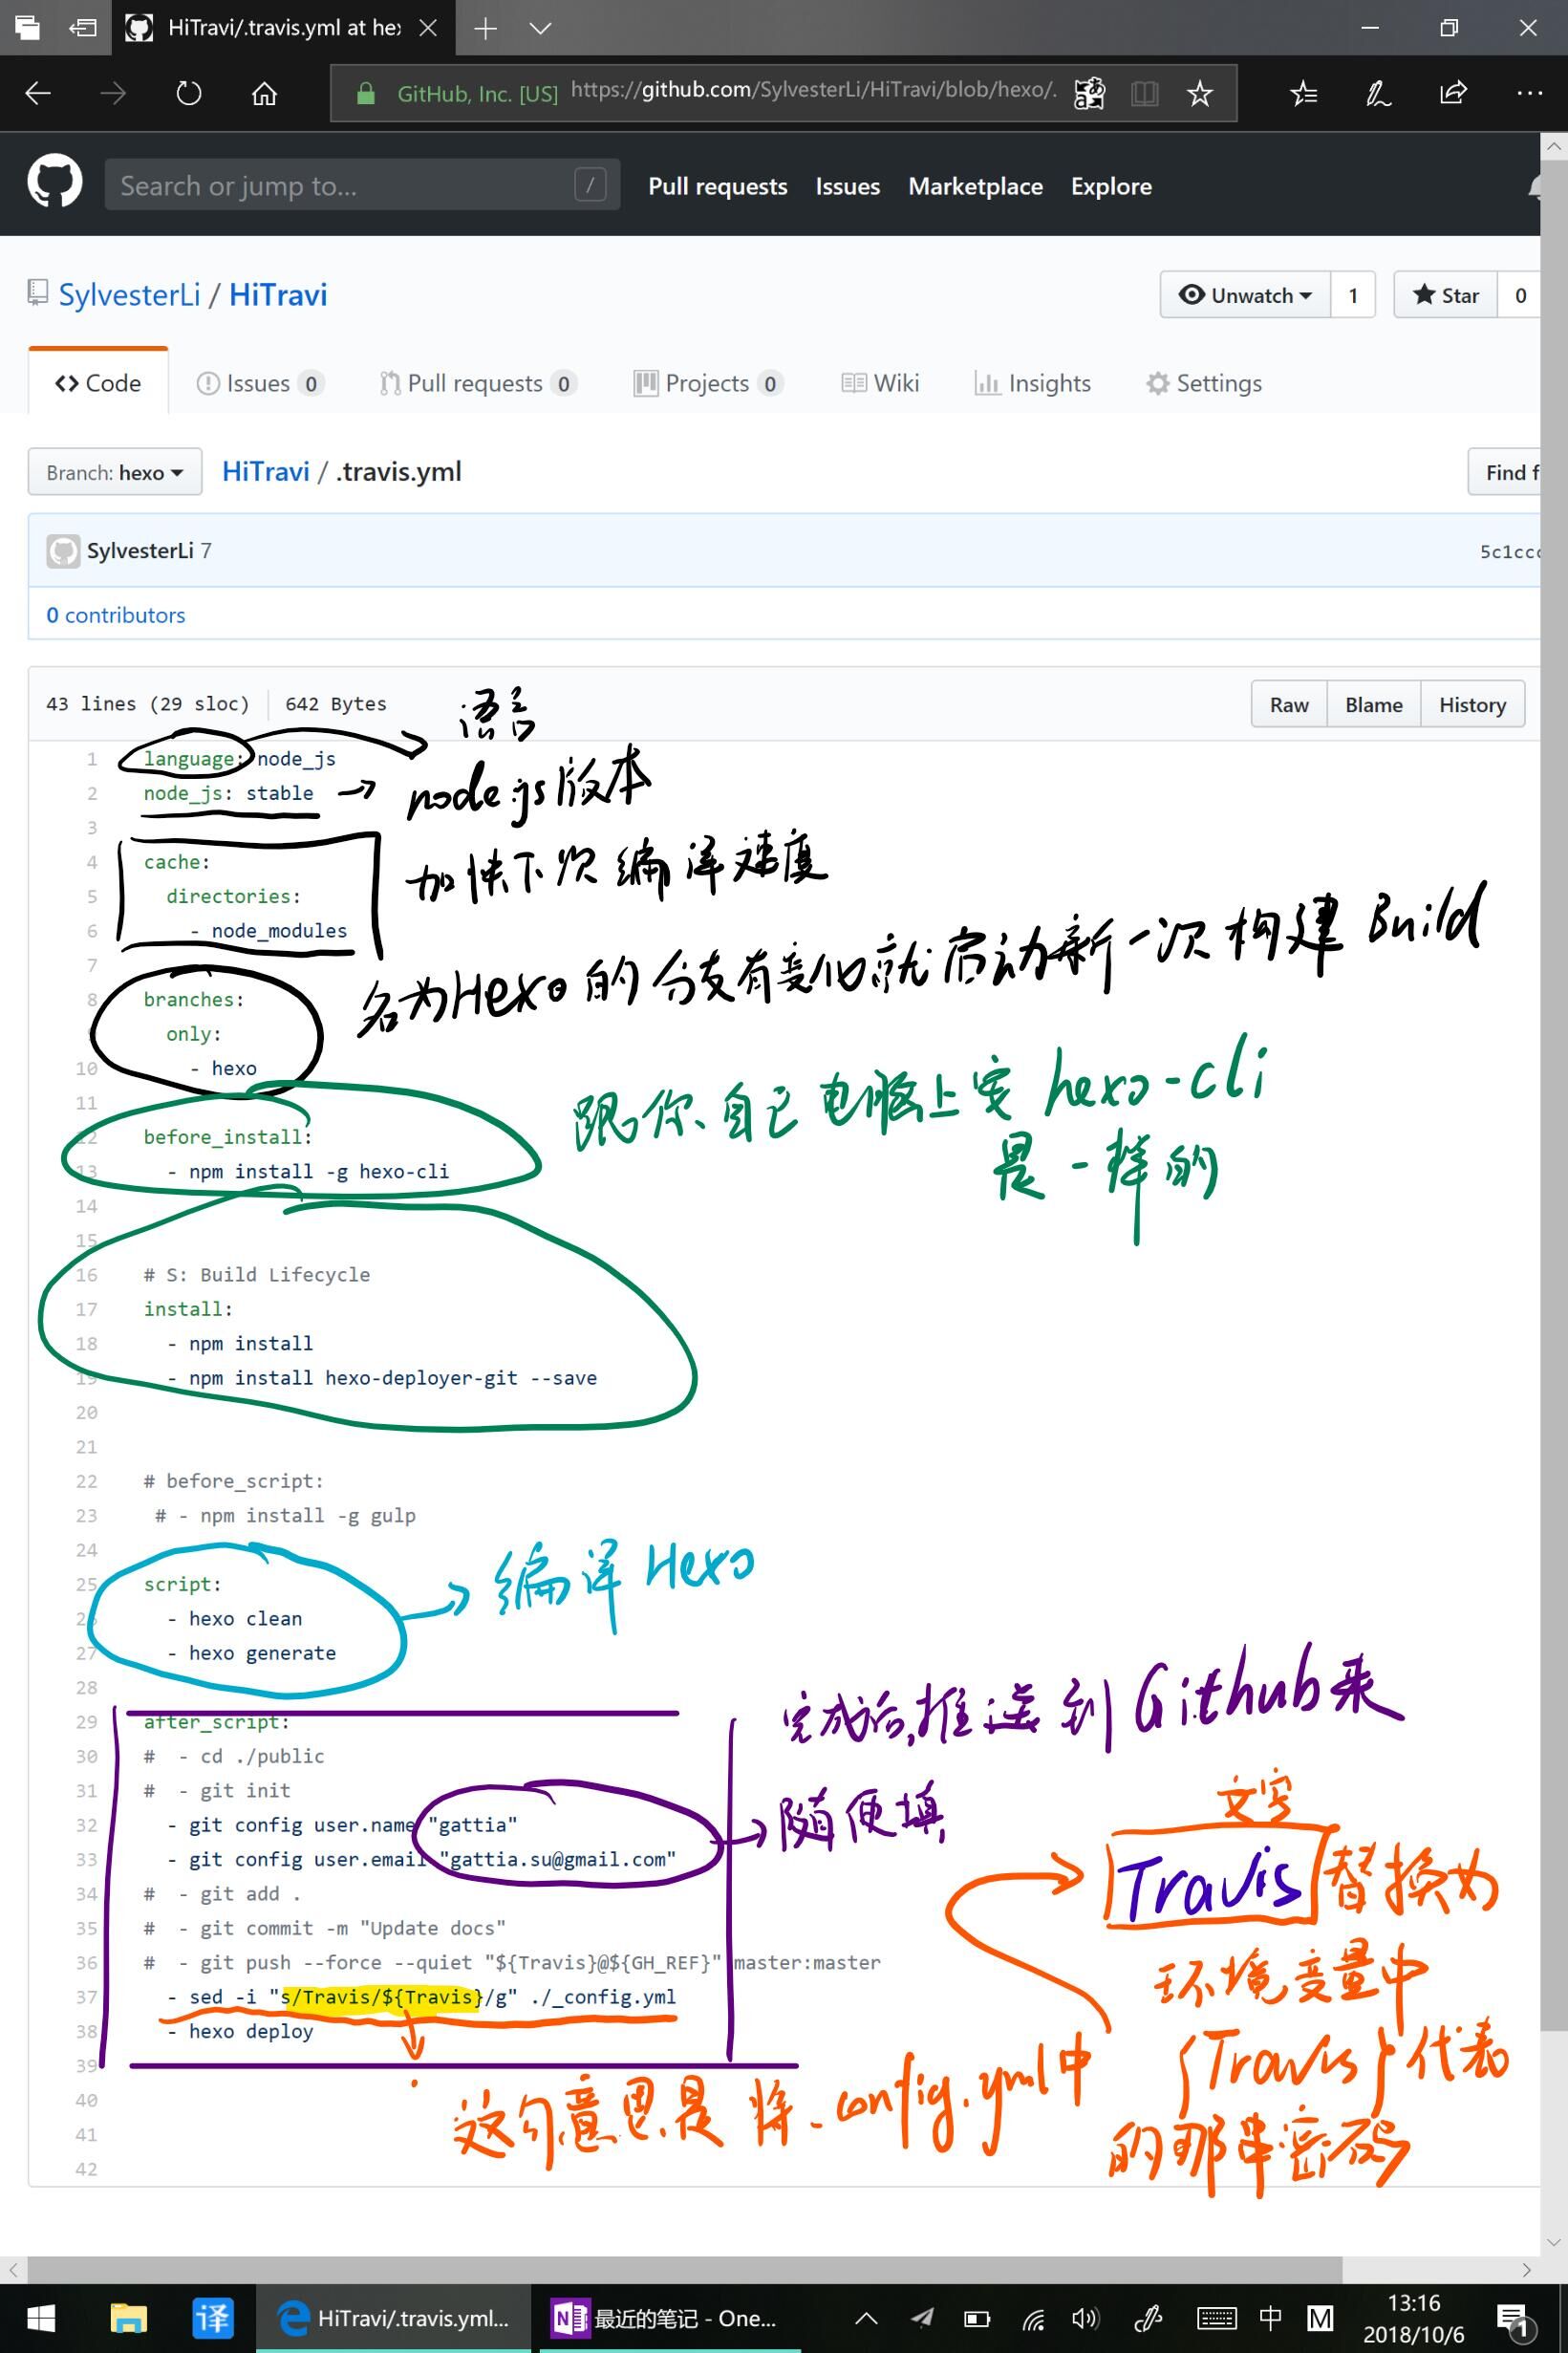 HiTravi/.travis.yml at he
GitHub, Inc. [US] https://github.com/SylvesterLi/HiTravi/blob/hexo/.
Search or jump to... /
Pull requests Issues Marketplace Explore
SylvesterLi / HiTravi
Unwatch 1 Star 0
Code Issues 0 Pull requests 0 Projects 0 Wiki Insights Settings
Branch: hexo HiTravi / .travis.yml Find f
SylvesterLi 7 5c1ccc
0 contributors
43 lines (29 sloc) 642 Bytes Raw Blame History
语言
1 language: node_js
2 node_js: stable
node js版本
3
4 cache:
加快下次编译速度
5 directories:
6 - node_modules
7
名为Hexo的分支有变化就启动新一次构建 Build
8 branches:
only:
10 - hexo
11
跟你自己电脑上安 hexo-cli
是一样的
12 before_install:
13 - npm install -g hexo-cli
14
15
16 # S: Build Lifecycle
17 install:
18 - npm install
19 - npm install hexo-deployer-git --save
20
21
22 # before_script:
23 # - npm install -g gulp
24
编译 Hexo
25 script:
26 - hexo clean
27 - hexo generate
28
完成后,推送到Github来
29 after_script:
30 # - cd ./public
31 # - git init
32 - git config user.name "gattia"
随便填
33 - git config user.email "gattia.su@gmail.com"
34 # - git add .
35 # - git commit -m "Update docs"
36 # - git push --force --quiet "${Travis}@${GH_REF}" master:master
37 - sed -i "s/Travis/${Travis}/g" ./_config.yml
38 - hexo deploy
39
40
41
42
这句意思是 将_config.yml中
文字
Travis 替换为
环境变量中
{Travis}代表
的那串密码
译 HiTravi/.travis.yml... 最近的笔记 - One... 中 M 13:16
2018/10/6 1